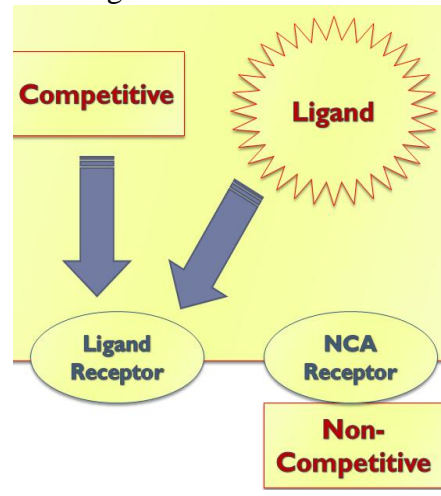 Competitive
Ligand
Ligand
Receptor
NCA
Receptor
Non-
Competitive